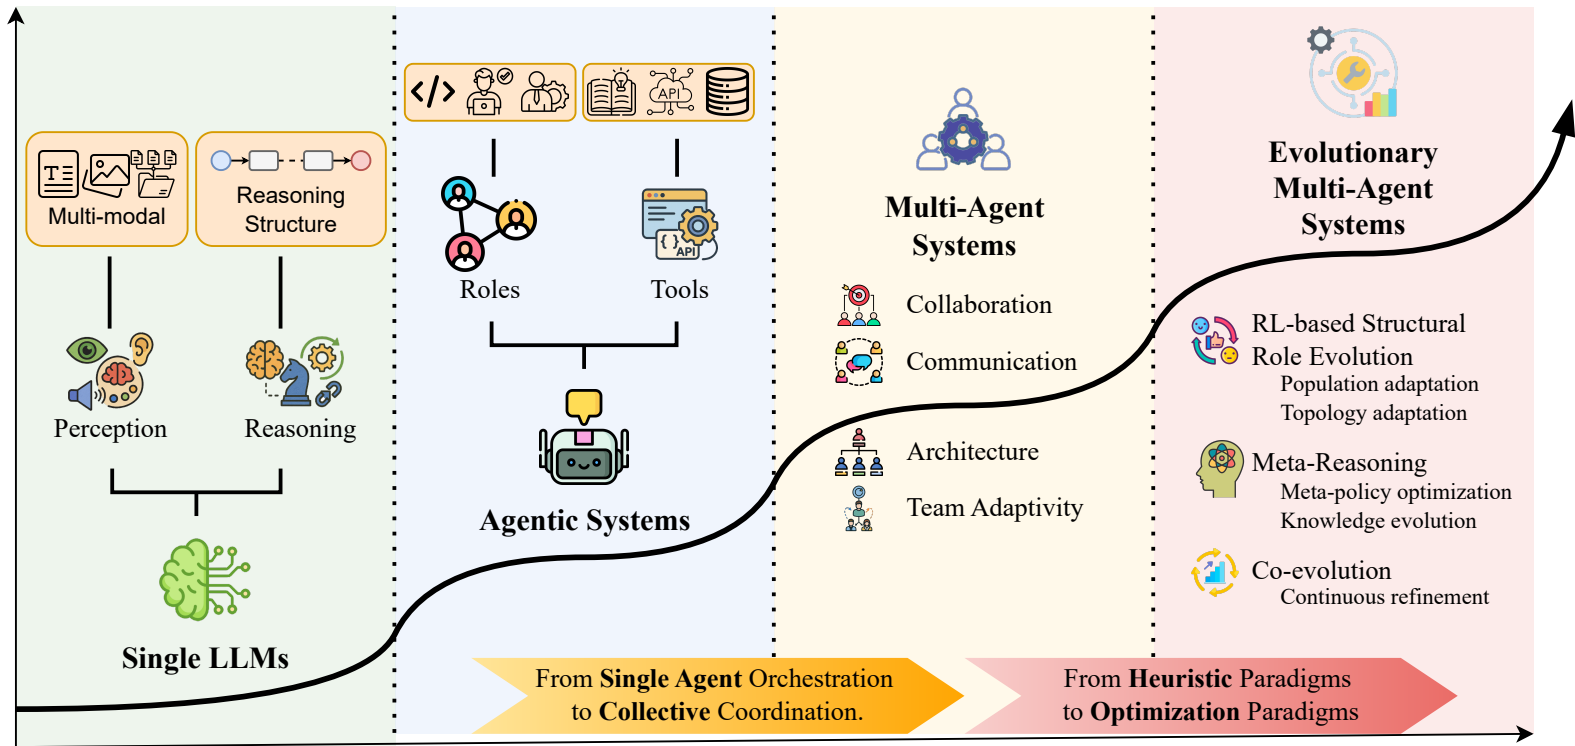 T
Multi-modal
Reasoning
Structure
Perception
Reasoning
Single LLMs
</>
API
Roles
{ } API
Tools
Agentic Systems
Multi-Agent
Systems
Collaboration
Communication
Architecture
Team Adaptivity
Evolutionary
Multi-Agent
Systems
RL-based Structural
Role Evolution
Population adaptation
Topology adaptation
Meta-Reasoning
Meta-policy optimization
Knowledge evolution
Co-evolution
Continuous refinement
From Single Agent Orchestration
to Collective Coordination.
From Heuristic Paradigms
to Optimization Paradigms